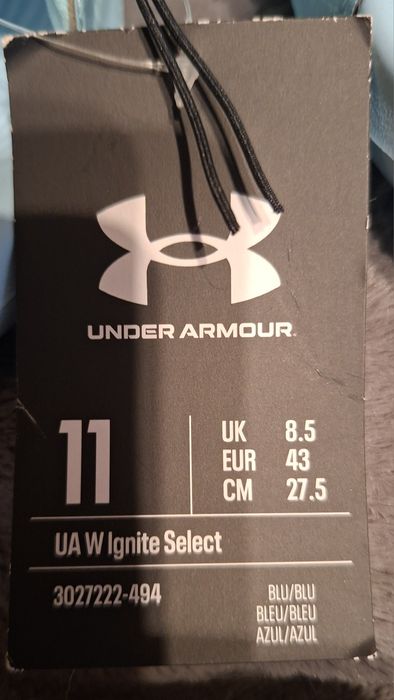 UNDER ARMOUR.
11
UK 8.5
EUR 43
CM 27.5
UA W Ignite Select
3027222-494
BLU/BLU
BLEU/BLEU
AZUL/AZUL